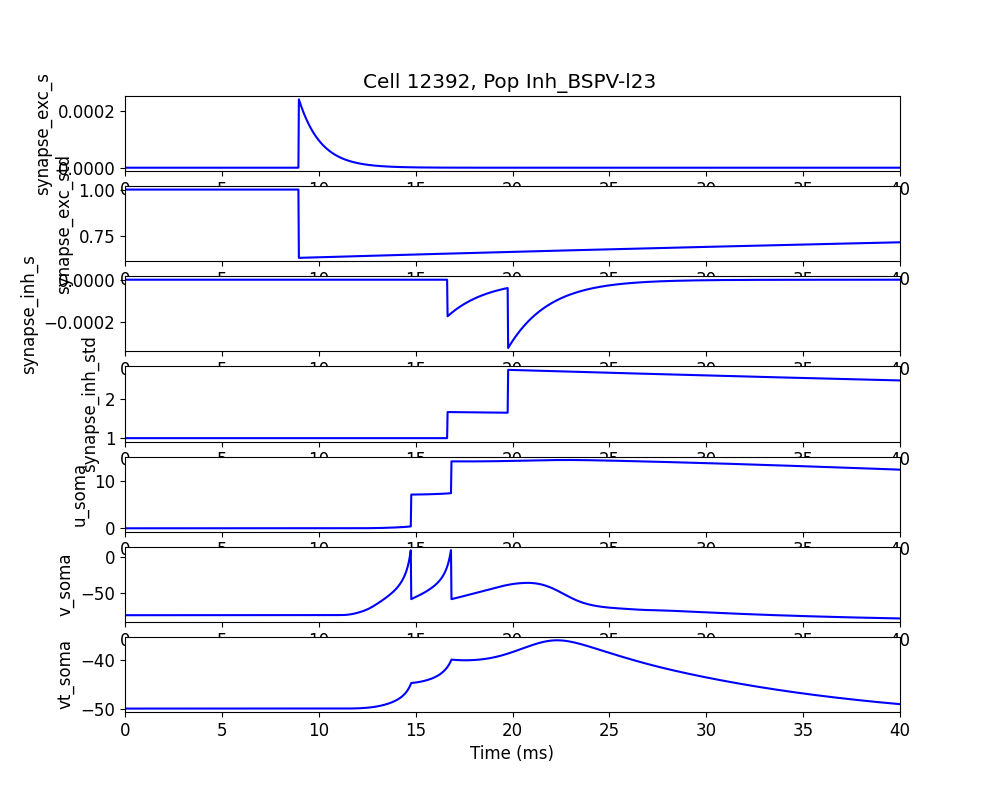 Cell 12392, Pop Inh_BSPV-l23
synapse_exc_s
0.0002
0.0000
0 5 10 15 20 25 30 35 40
synapse_exc_std
1.00
0.75
0 5 10 15 20 25 30 35 40
synapse_inh_s
0.0000
−0.0002
0 5 10 15 20 25 30 35 40
synapse_inh_std
2
1
0 5 10 15 20 25 30 35 40
u_soma
10
0
0 5 10 15 20 25 30 35 40
v_soma
0
−50
0 5 10 15 20 25 30 35 40
vt_soma
−40
−50
0 5 10 15 20 25 30 35 40
Time (ms)